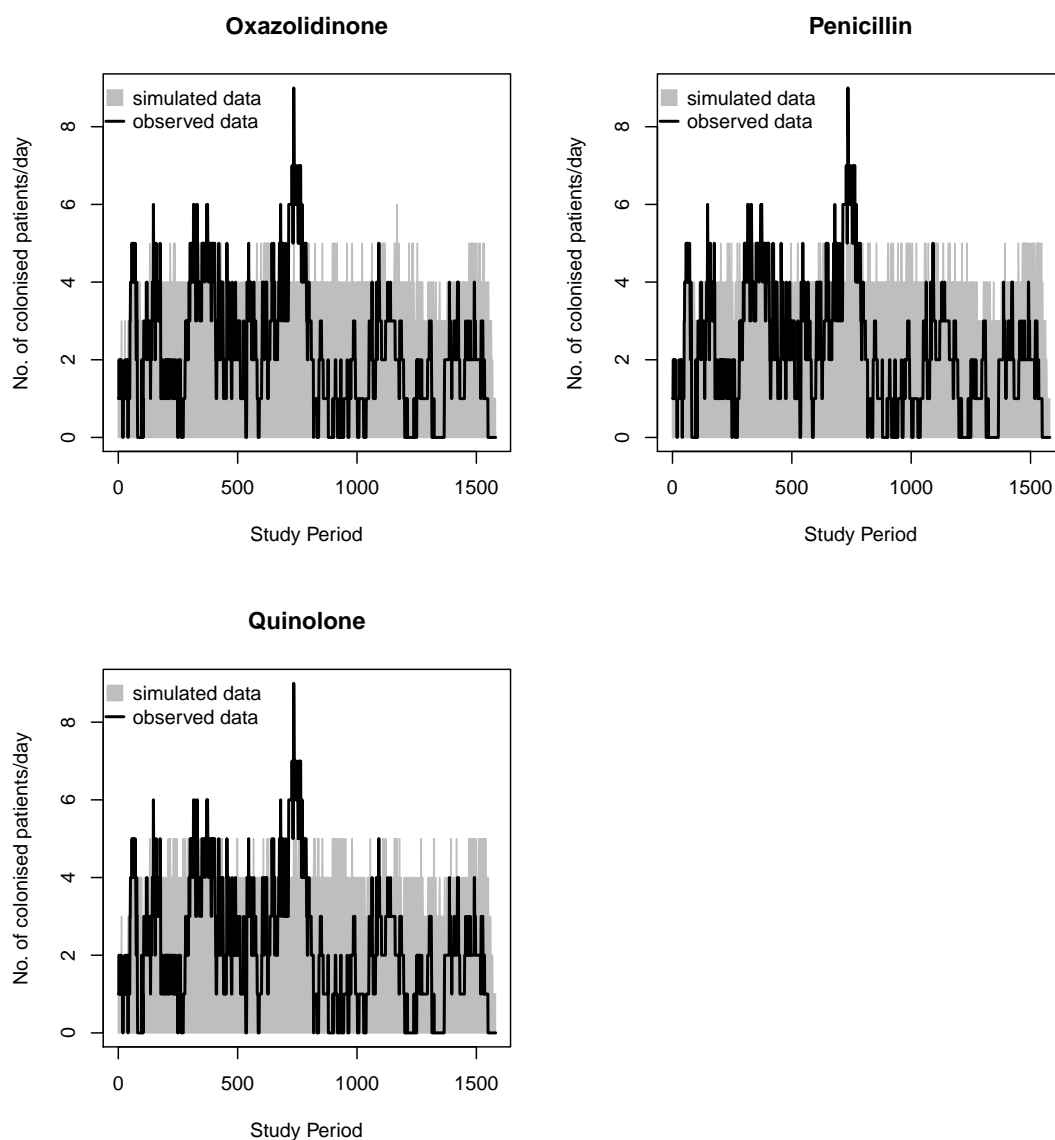 Oxazolidinone
No. of colonised patients/day
8
6
4
2
0
simulated data
observed data
0 500 1000 1500
Study Period
Penicillin
No. of colonised patients/day
8
6
4
2
0
simulated data
observed data
0 500 1000 1500
Study Period
Quinolone
No. of colonised patients/day
8
6
4
2
0
simulated data
observed data
0 500 1000 1500
Study Period